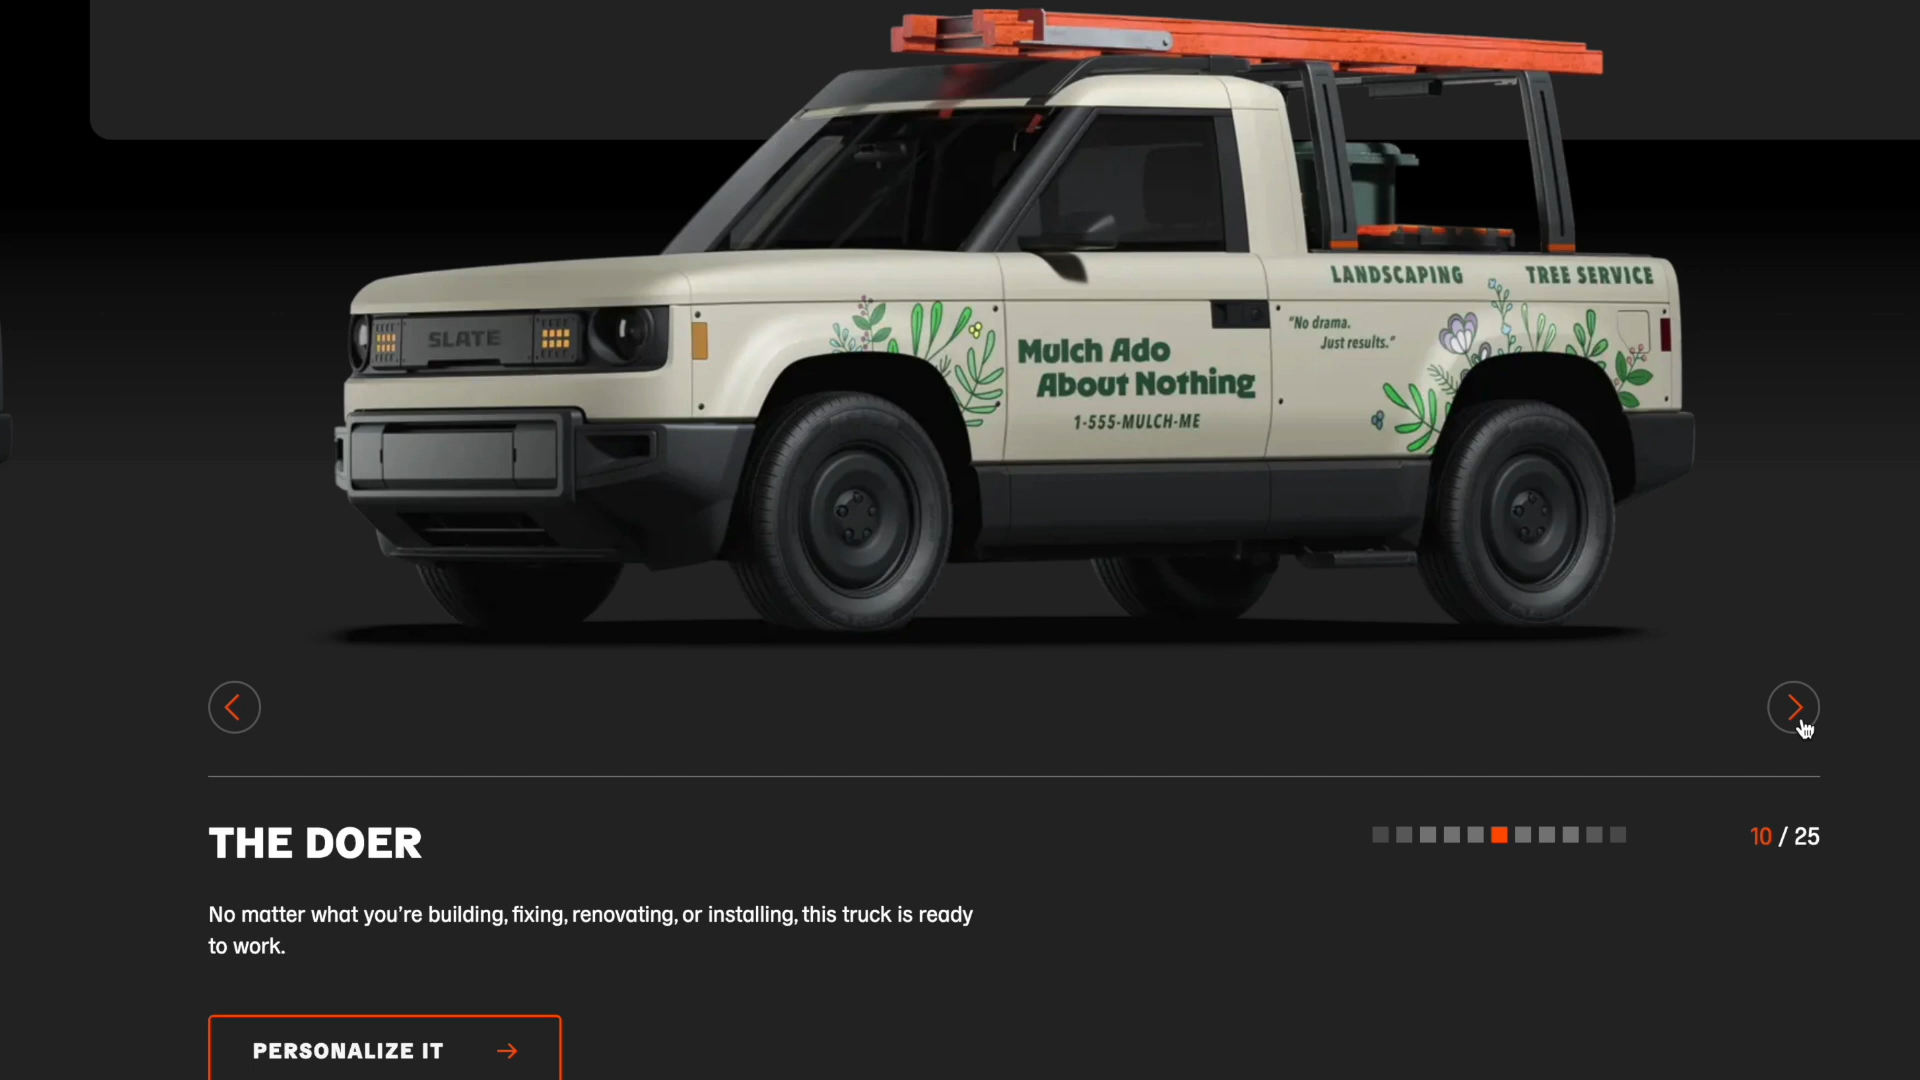 LANDSCAPING TREE SERVICE
SLATE
"No drama.
Just results."
Mulch Ado
About Nothing
1-555-MULCH-ME
THE DOER
10 / 25
No matter what you're building, fixing, renovating, or installing, this truck is ready
to work.
PERSONALIZE IT